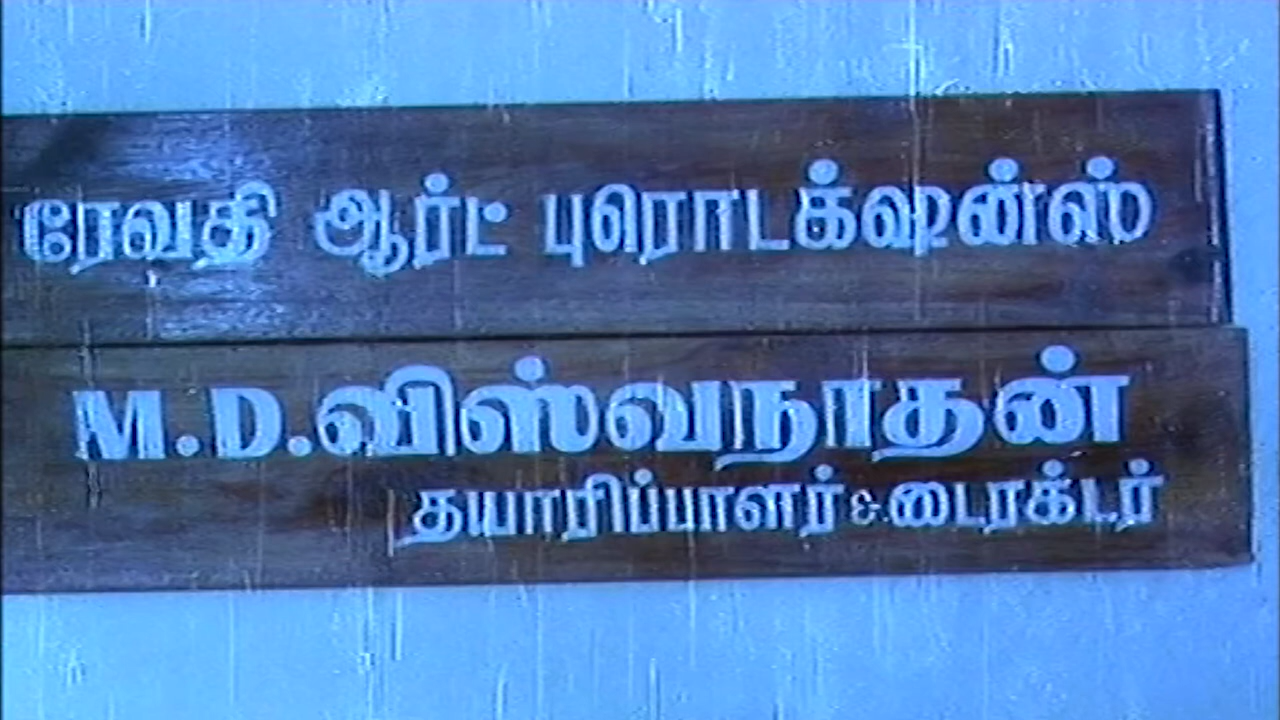 ரேவதி ஆர்ட் புரொடக்ஷன்ஸ்
M.D.விஸ்வநாதன்
தயாரிப்பாளர் & டைரக்டர்